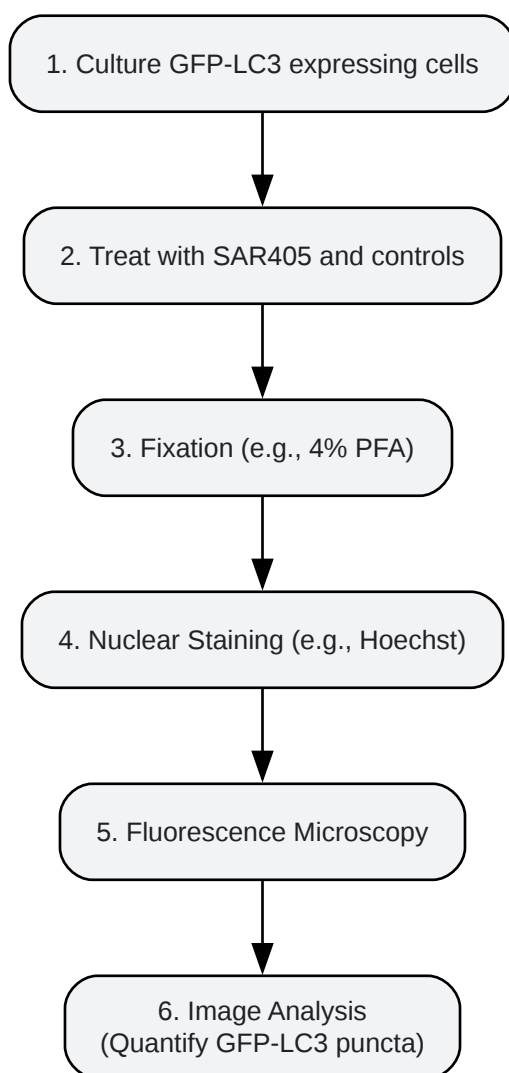 1. Culture GFP-LC3 expressing cells
2. Treat with SAR405 and controls
3. Fixation (e.g., 4% PFA)
4. Nuclear Staining (e.g., Hoechst)
5. Fluorescence Microscopy
6. Image Analysis
(Quantify GFP-LC3 puncta)